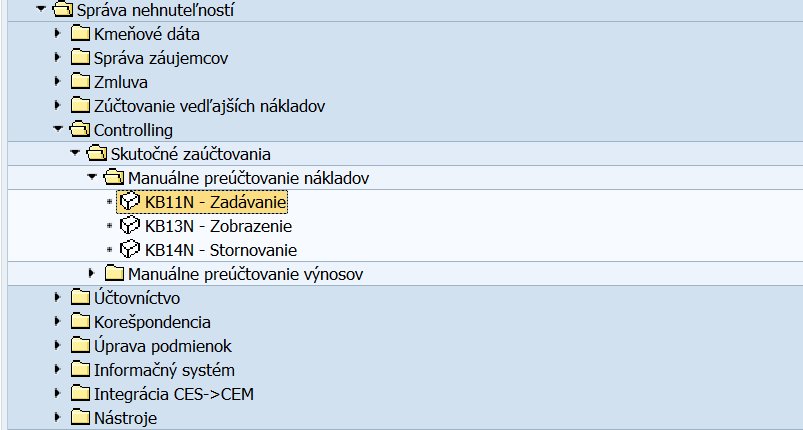 Správa nehnuteľností
Kmeňové dáta
Správa záujemcov
Zmluva
Zúčtovanie vedľajších nákladov
Controlling
Skutočné zaúčtovania
Manuálne preúčtovanie nákladov
KB11N - Zadávanie
KB13N - Zobrazenie
KB14N - Stornovanie
Manuálne preúčtovanie výnosov
Účtovníctvo
Korešpondencia
Úprava podmienok
Informačný systém
Integrácia CES->CEM
Nástroje